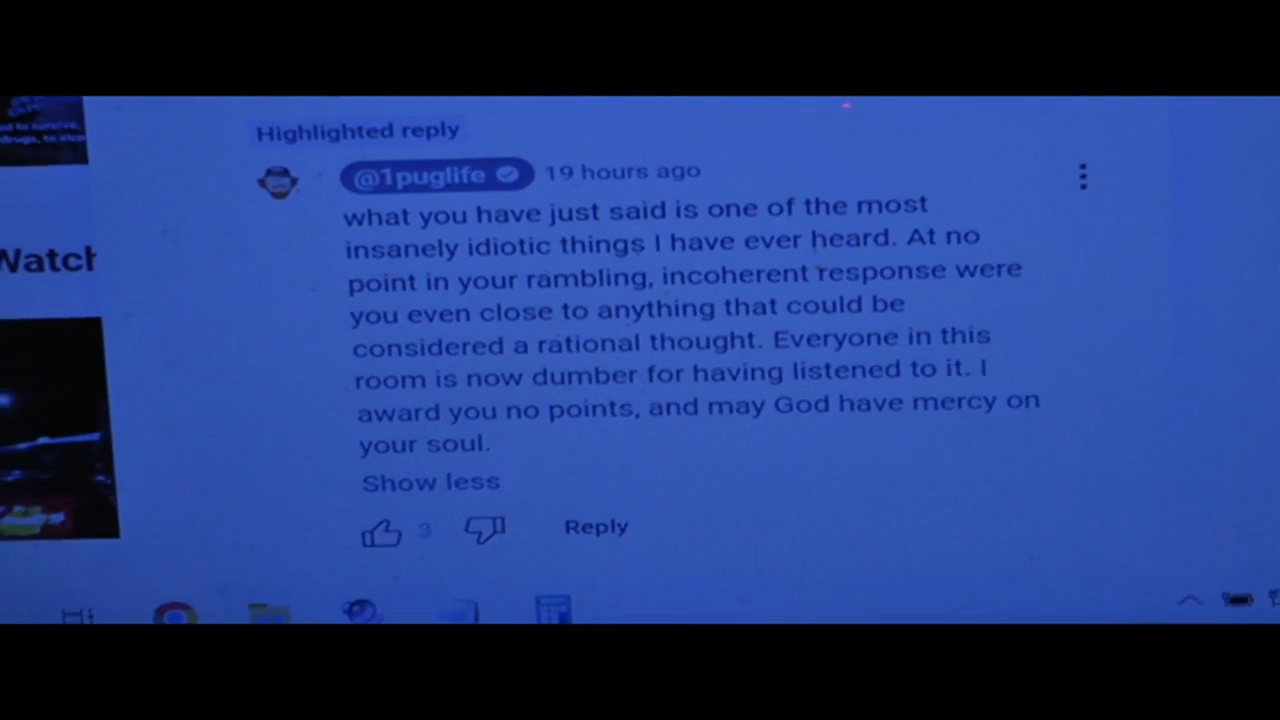 Highlighted reply
@1puglife 19 hours ago
what you have just said is one of the most
insanely idiotic things I have ever heard. At no
point in your rambling, incoherent response were
you even close to anything that could be
considered a rational thought. Everyone in this
room is now dumber for having listened to it. I
award you no points, and may God have mercy on
your soul.
Show less
3 Reply
Watch